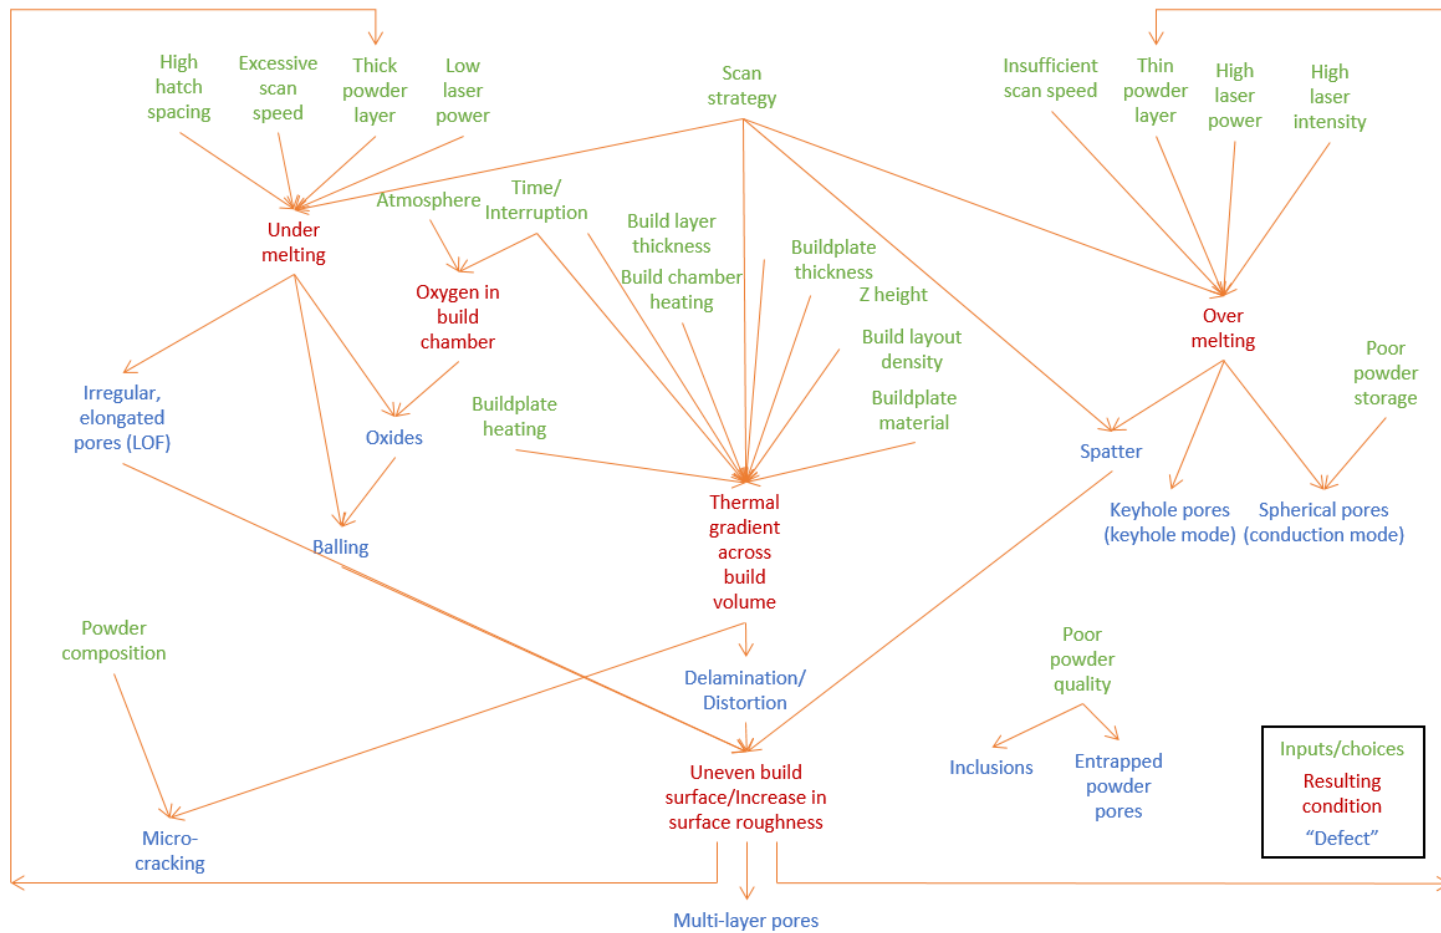 High
hatch
spacing
Excessive
scan
speed
Thick
powder
layer
Low
laser
power
Scan
strategy
Insufficient
scan speed
Thin
powder
layer
High
laser
power
High
laser
intensity
Atmosphere
Time/
Interruption
Under
melting
Build layer
thickness
Build chamber
heating
Buildplate
thickness
Z height
Oxygen in
build
chamber
Over
melting
Build layout
density
Poor
powder
storage
Irregular,
elongated
pores (LOF)
Oxides
Buildplate
heating
Buildplate
material
Spatter
Balling
Thermal
gradient
across
build
volume
Keyhole pores
(keyhole mode)
Spherical pores
(conduction mode)
Powder
composition
Poor
powder
quality
Delamination/
Distortion
Inclusions
Entrapped
powder
pores
Uneven build
surface/Increase in
surface roughness
Micro-
cracking
Multi-layer pores
Inputs/choices
Resulting
condition
“Defect”